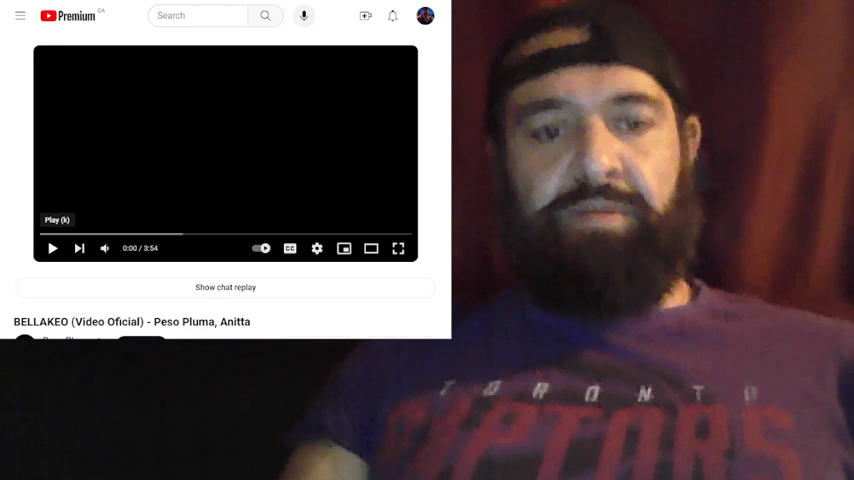 Premium CA
Search
Play (k)
0:00 / 3:54
CC
Show chat replay
BELLAKEO (Video Oficial) - Peso Pluma, Anitta
TORONTO
RAPTORS